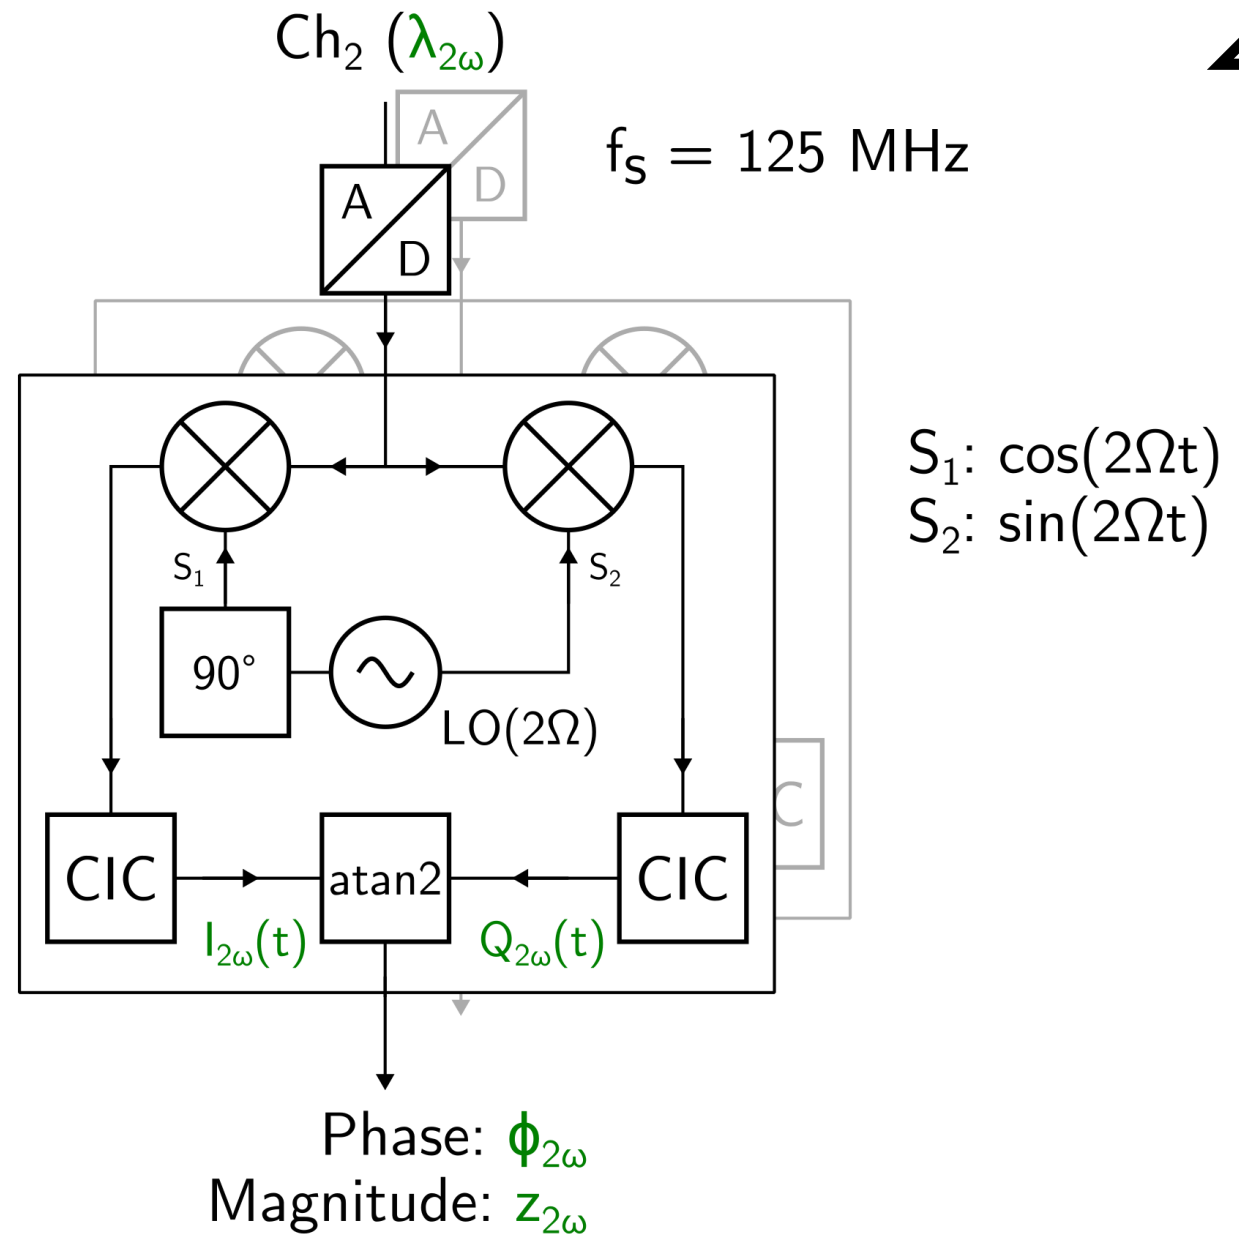 Ch₂ (λ₂ω)
A
D
fₛ = 125 MHz
A
D
S₁: cos(2Ωt)
S₂: sin(2Ωt)
S₁
S₂
90°
LO(2Ω)
C
CIC
atan2
CIC
I₂ω(t)
Q₂ω(t)
Phase: ϕ₂ω
Magnitude: z₂ω